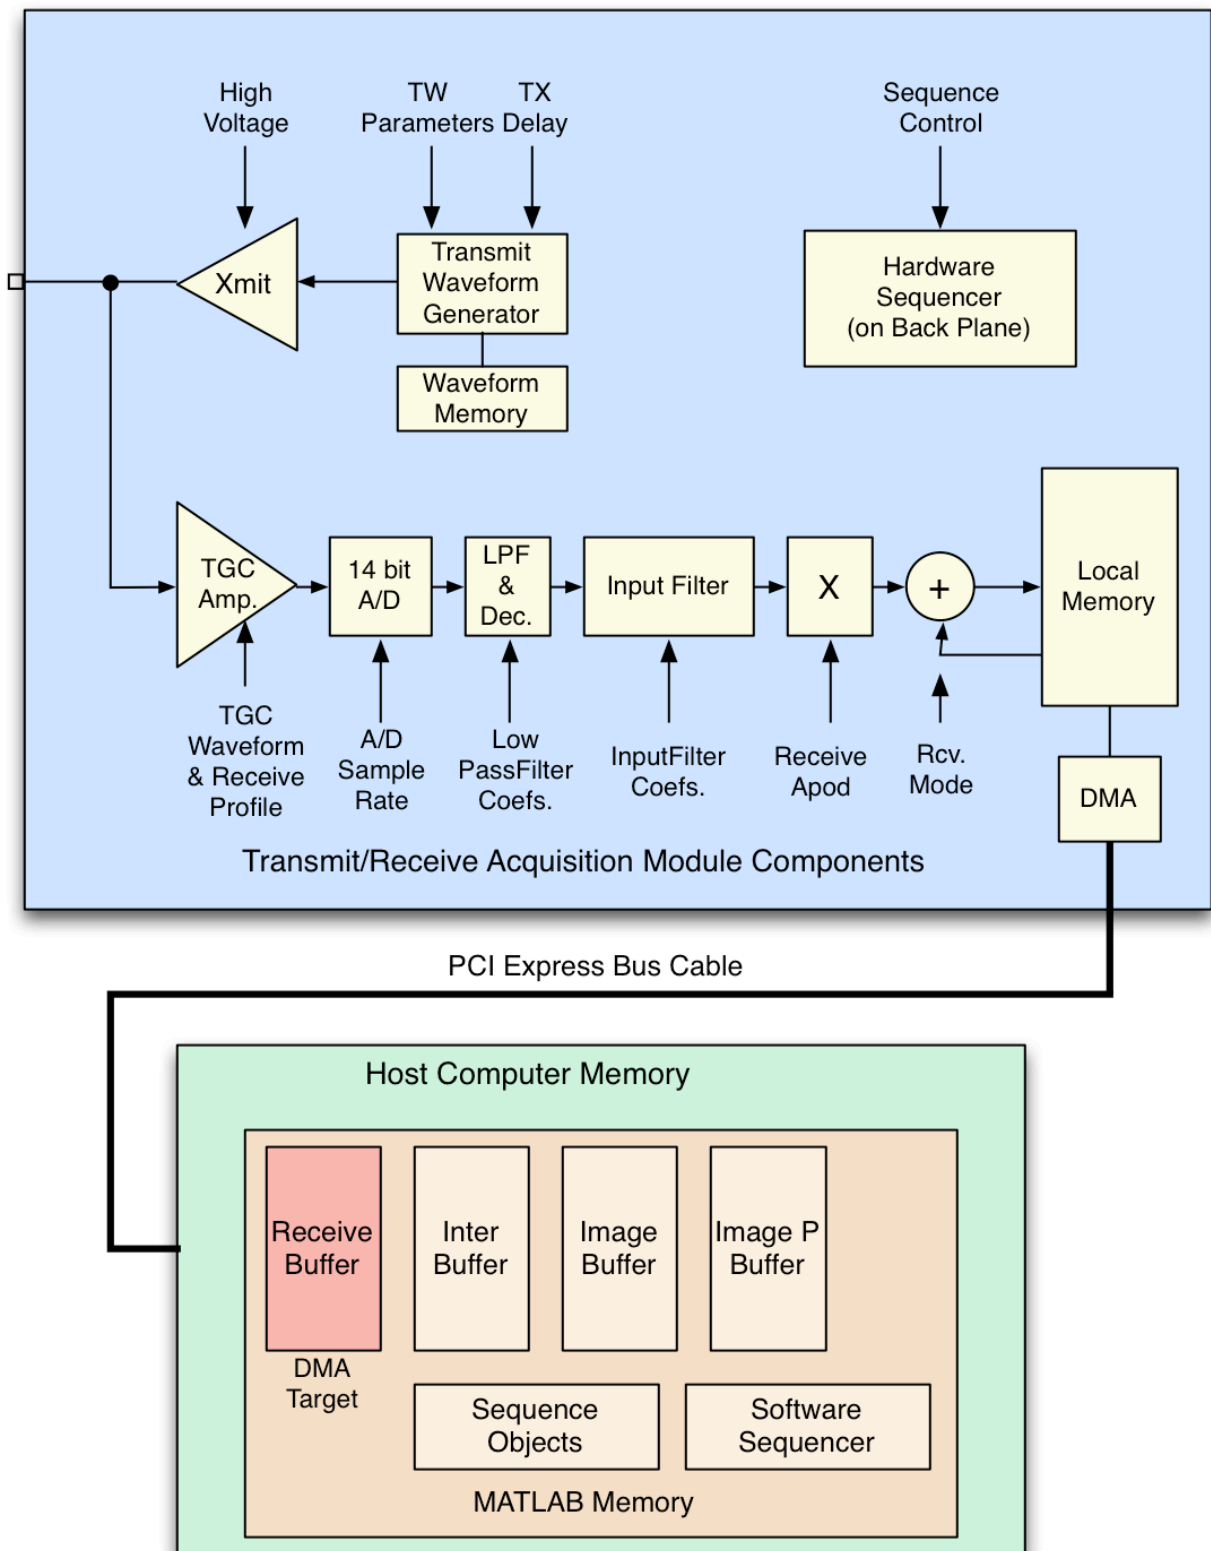 High
Voltage
TW
Parameters
TX
Delay
Sequence
Control
Xmit
Transmit
Waveform
Generator
Waveform
Memory
Hardware
Sequencer
(on Back Plane)
TGC
Amp.
14 bit
A/D
LPF
&
Dec.
Input Filter
X
+
Local
Memory
TGC
Waveform
& Receive
Profile
A/D
Sample
Rate
Low
PassFilter
Coefs.
InputFilter
Coefs.
Receive
Apod
Rcv.
Mode
DMA
Transmit/Receive Acquisition Module Components
PCI Express Bus Cable
Host Computer Memory
Receive
Buffer
Inter
Buffer
Image
Buffer
Image P
Buffer
DMA
Target
Sequence
Objects
Software
Sequencer
MATLAB Memory